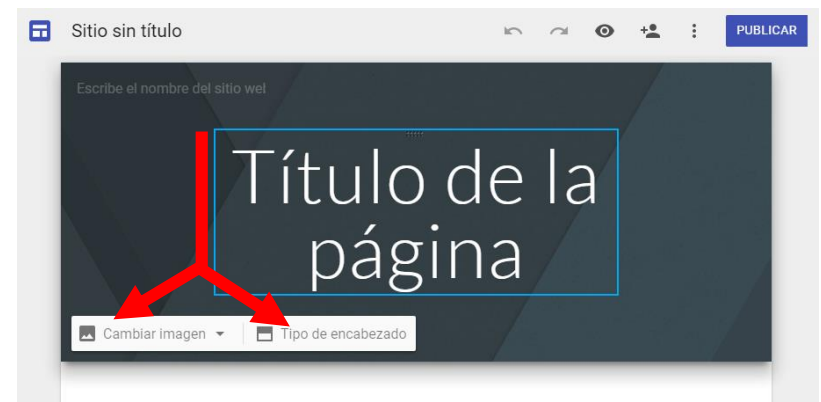 Sitio sin título
PUBLICAR
Escribe el nombre del sitio wel
Título de la
página
Cambiar imagen
Tipo de encabezado